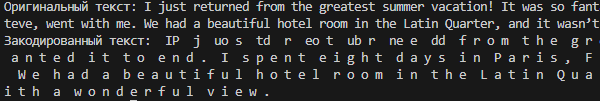 Оригинальный текст: I just returned from the greatest summer vacation! It was so fant
teve, went with me. We had a beautiful hotel room in the Latin Quarter, and it wasn’t
Закодированный текст:  IP j uos td r eot ubr ne dd f r o m t h e g r
a n t e d i t t o e n d . I s p e n t e i g h t d a y s i n P a r i s , F
W e h a d a b e a u t i f u l h o t e l r o o m i n t h e L a t i n Q u a
i t h a w o n d e r f u l v i e w .